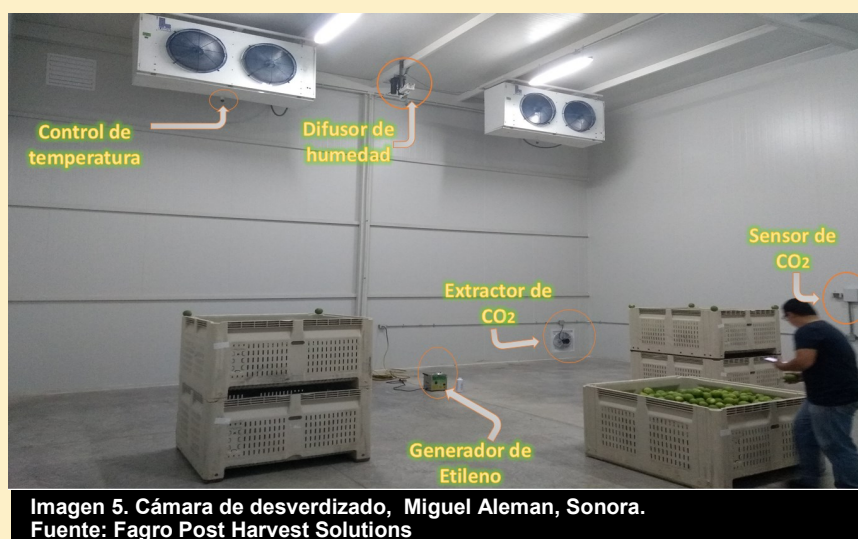 Control de
temperatura
Difusor de
humedad
Sensor de
CO2
Extractor de
CO2
Generador de
Etileno
Imagen 5. Cámara de desverdizado, Miguel Aleman, Sonora.
Fuente: Fagro Post Harvest Solutions